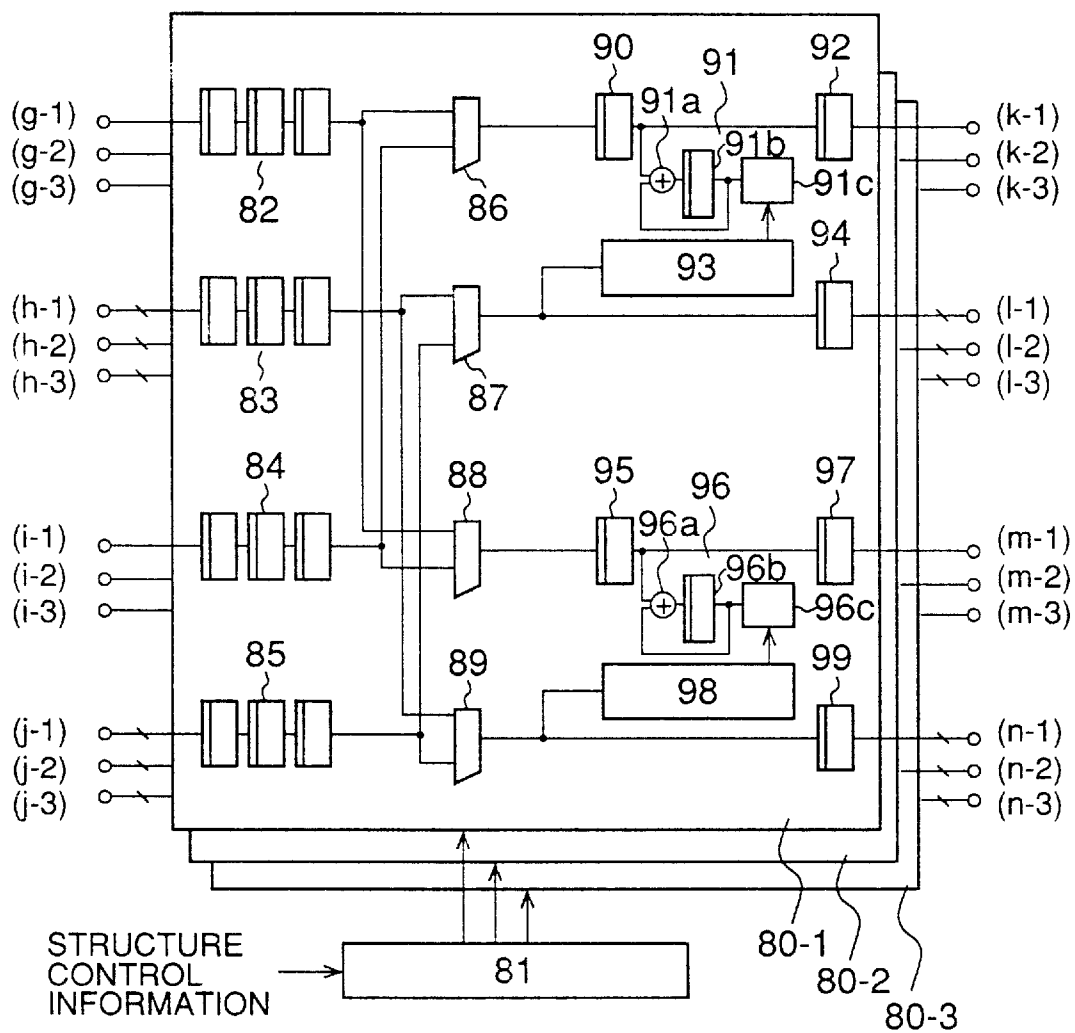 90
92
91
91a
(g-1)
(k-1)
(g-2)
91b
(k-2)
(g-3)
91c
(k-3)
82
86
93
94
(h-1)
(l-1)
(h-2)
(l-2)
(h-3)
(l-3)
83
87
84
88
95
96
97
96a
(i-1)
(m-1)
(i-2)
96b
(m-2)
(i-3)
96c
(m-3)
85
89
98
99
(j-1)
(n-1)
(j-2)
(n-2)
(j-3)
(n-3)
STRUCTURE
CONTROL
INFORMATION
81
80-1
80-2
80-3